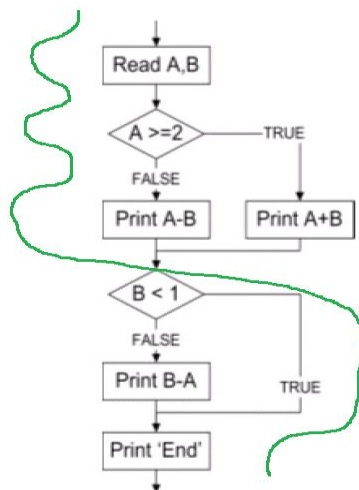 Read A,B
A >=2
TRUE
FALSE
Print A-B
Print A+B
B < 1
FALSE
Print B-A
TRUE
Print ‘End’